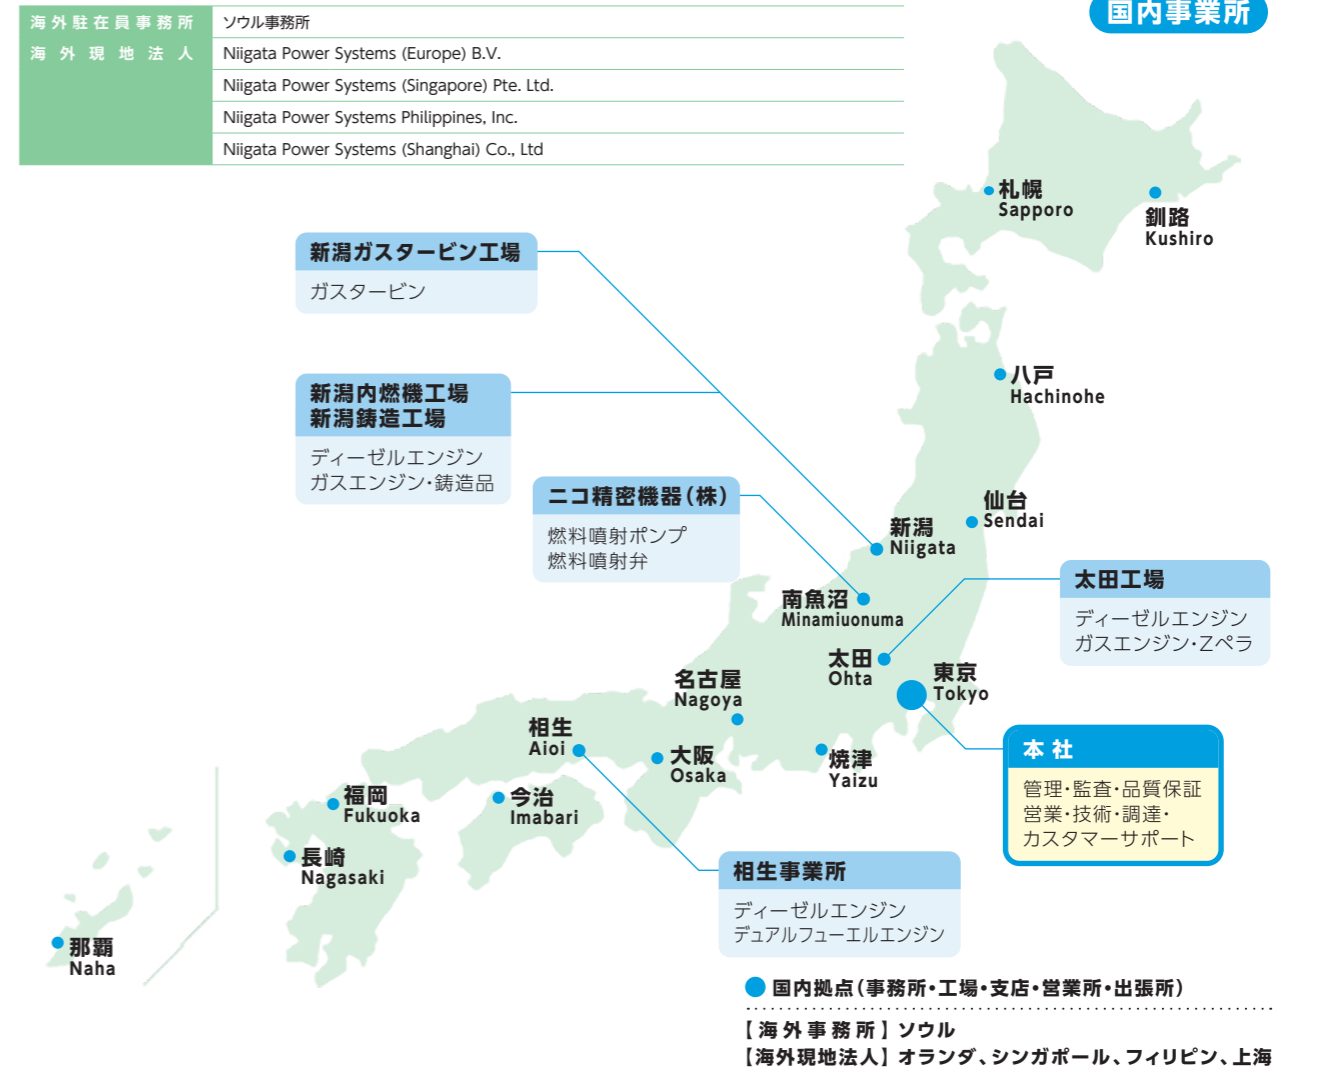 海外駐在員事務所 ソウル事務所
海外現地法人 Niigata Power Systems (Europe) B.V.
Niigata Power Systems (Singapore) Pte. Ltd.
Niigata Power Systems Philippines, Inc.
Niigata Power Systems (Shanghai) Co., Ltd
国内事業所
札幌
Sapporo
釧路
Kushiro
新潟ガスタービン工場
ガスタービン
新潟内燃機工場
新潟鋳造工場
ディーゼルエンジン
ガスエンジン・鋳造品
八戸
Hachinohe
ニコ精密機器(株)
燃料噴射ポンプ
燃料噴射弁
仙台
Sendai
新潟
Niigata
南魚沼
Minamiuonuma
太田工場
ディーゼルエンジン
ガスエンジン・Zペラ
太田
Ohta
東京
Tokyo
名古屋
Nagoya
相生
Aioi
大阪
Osaka
焼津
Yaizu
本社
管理・監査・品質保証
営業・技術・調達・
カスタマーサポート
福岡
Fukuoka
今治
Imabari
長崎
Nagasaki
相生事業所
ディーゼルエンジン
デュアルフューエルエンジン
那覇
Naha
国内拠点(事務所・工場・支店・営業所・出張所)
【海外事務所】ソウル
【海外現地法人】オランダ、シンガポール、フィリピン、上海